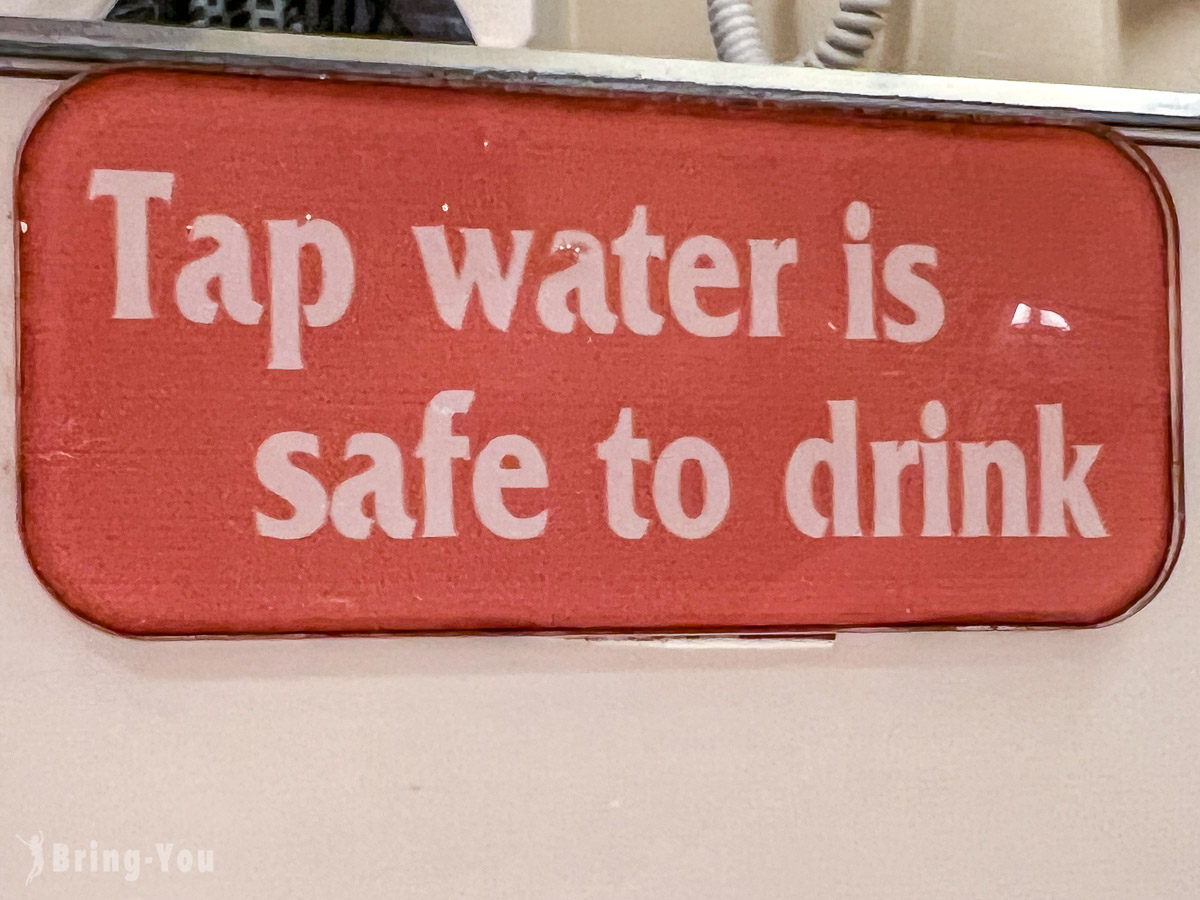 Tap water is
safe to drink
Bring-You